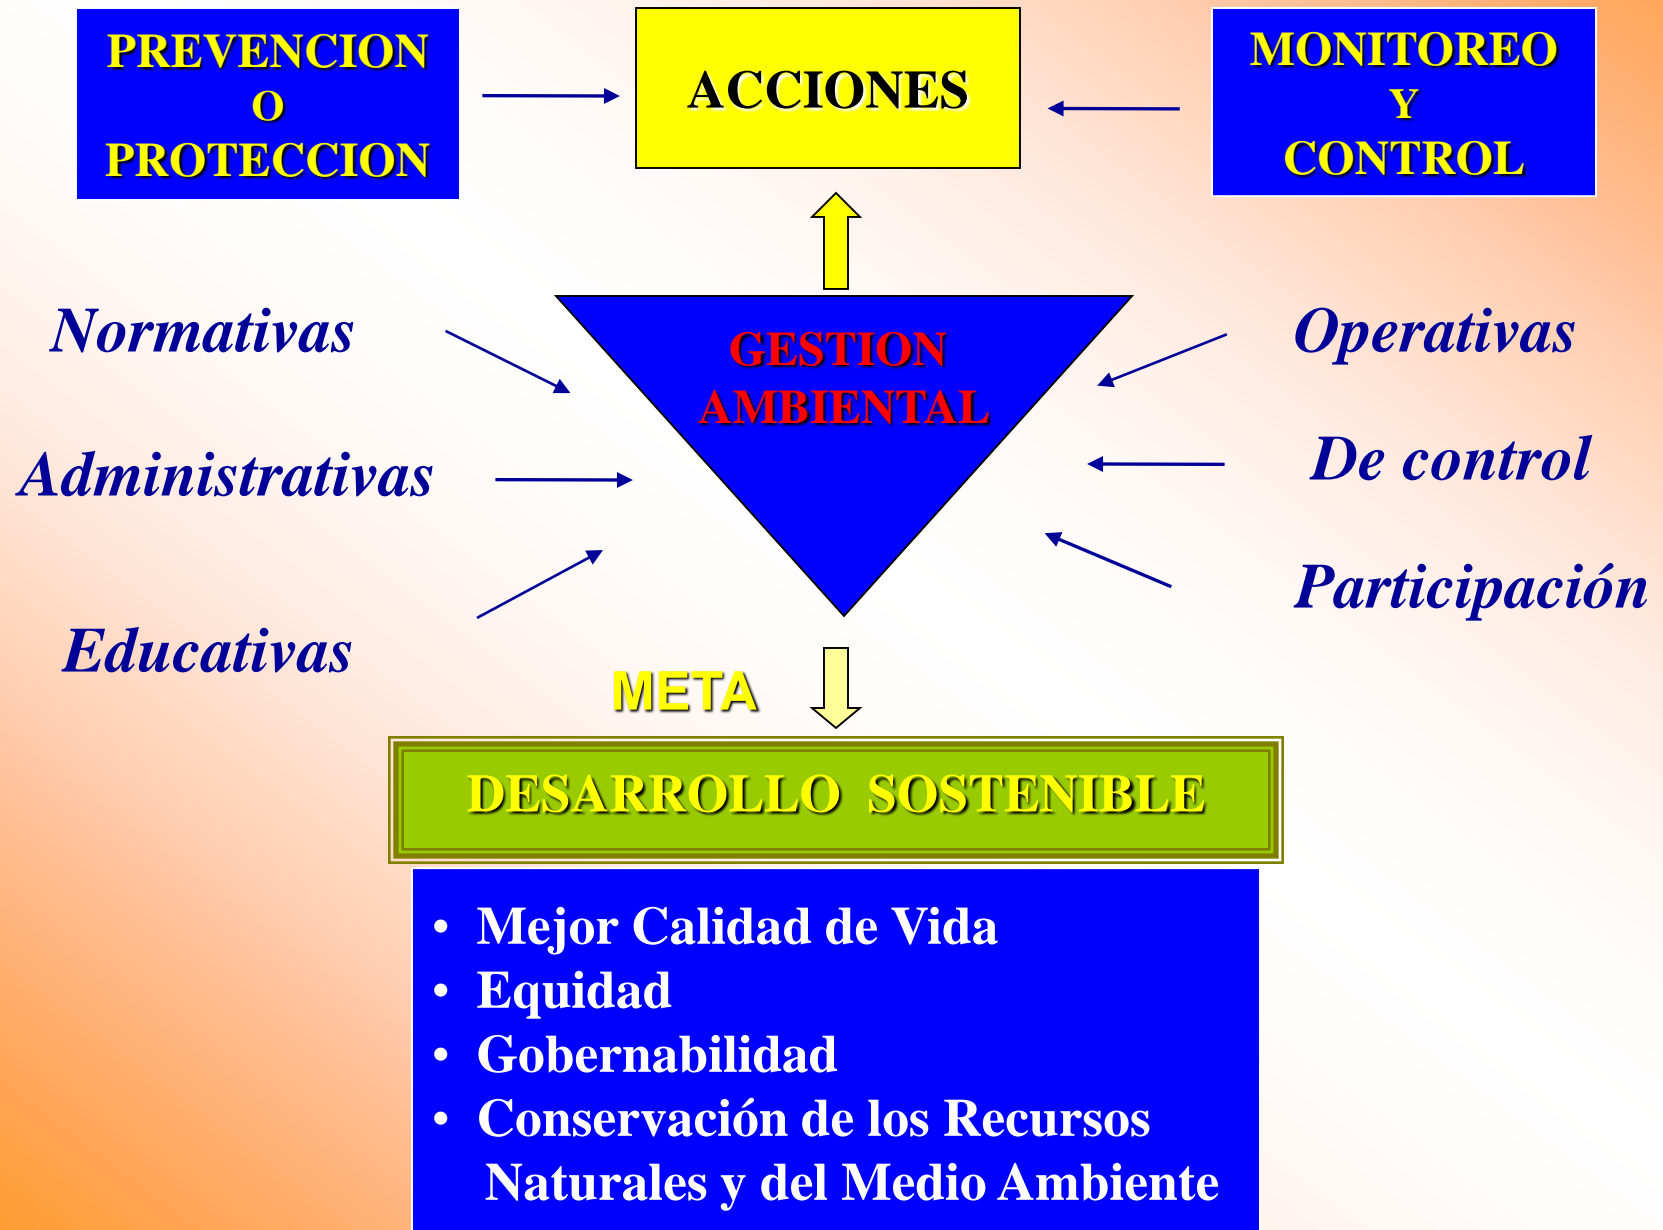 PREVENCION
O
PROTECCION
ACCIONES
MONITOREO
Y
CONTROL
Normativas
Administrativas
Educativas
GESTION
AMBIENTAL
Operativas
De control
Participación
META
DESARROLLO SOSTENIBLE
• Mejor Calidad de Vida
• Equidad
• Gobernabilidad
• Conservación de los Recursos
Naturales y del Medio Ambiente